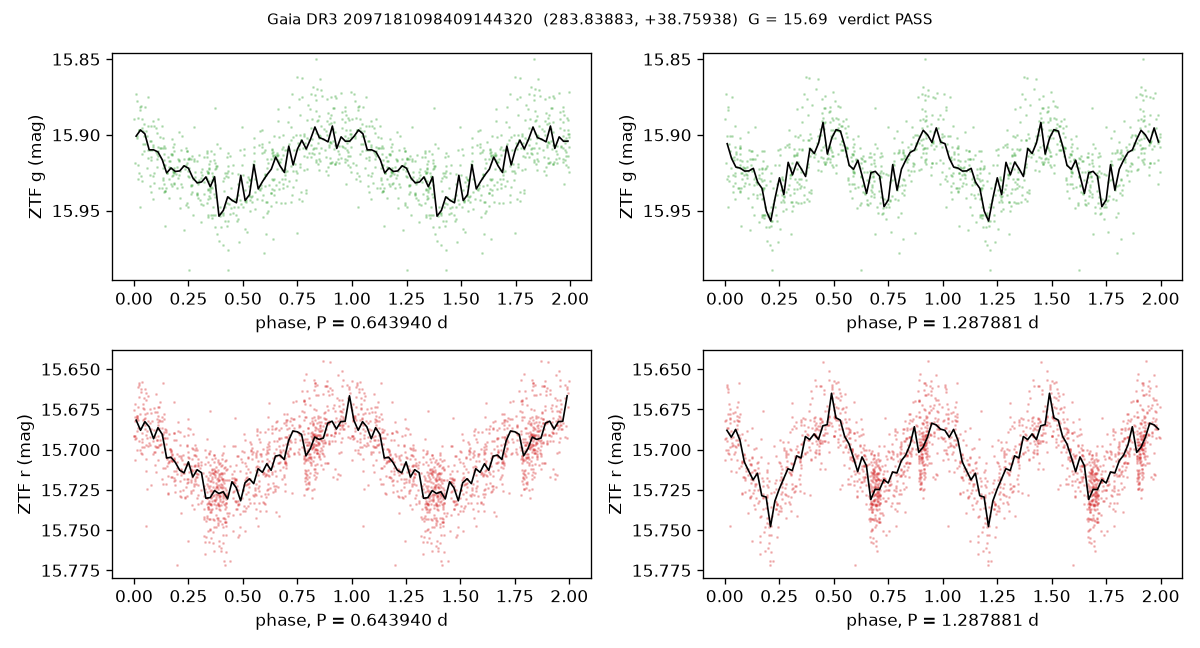 Gaia DR3 2097181098409144320  (283.83883, +38.75938)  G = 15.69  verdict PASS
ZTF g (mag)
15.85
15.90
15.95
0.00 0.25 0.50 0.75 1.00 1.25 1.50 1.75 2.00
phase, P = 0.643940 d
ZTF g (mag)
15.85
15.90
15.95
0.00 0.25 0.50 0.75 1.00 1.25 1.50 1.75 2.00
phase, P = 1.287881 d
ZTF r (mag)
15.650
15.675
15.700
15.725
15.750
15.775
0.00 0.25 0.50 0.75 1.00 1.25 1.50 1.75 2.00
phase, P = 0.643940 d
ZTF r (mag)
15.650
15.675
15.700
15.725
15.750
15.775
0.00 0.25 0.50 0.75 1.00 1.25 1.50 1.75 2.00
phase, P = 1.287881 d